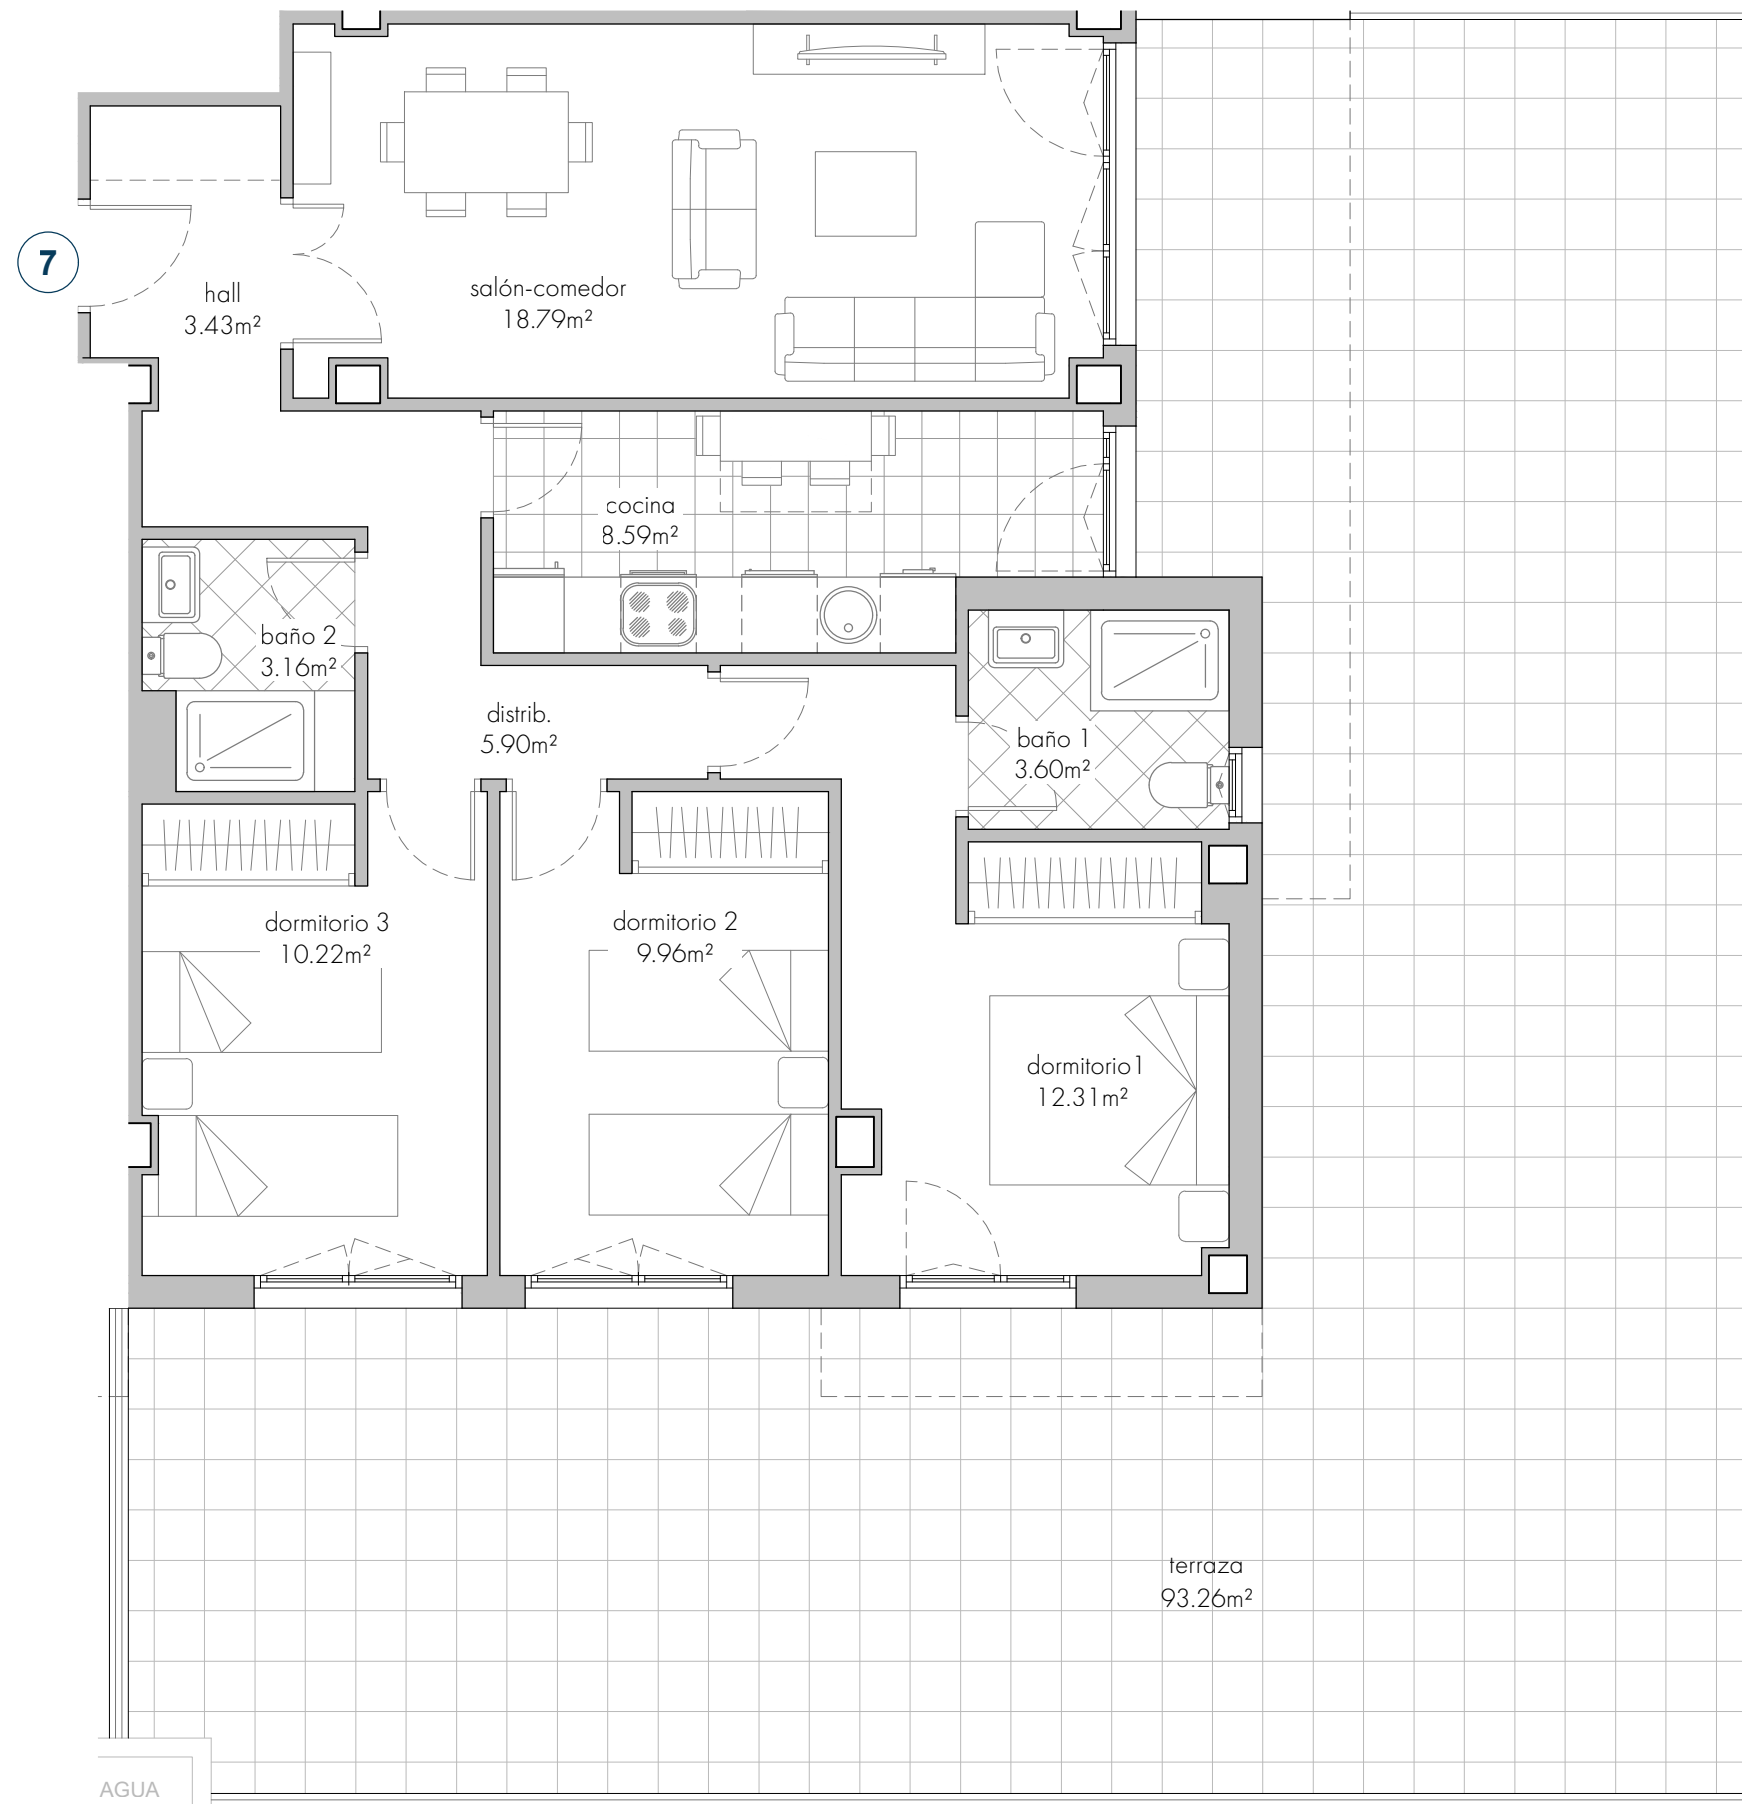 7
hall
3.43m²
salón-comedor
18.79m²
cocina
8.59m²
baño 2
3.16m²
distrib.
5.90m²
baño 1
3.60m²
dormitorio 3
10.22m²
dormitorio 2
9.96m²
dormitorio1
12.31m²
terraza
93.26m²
AGUA